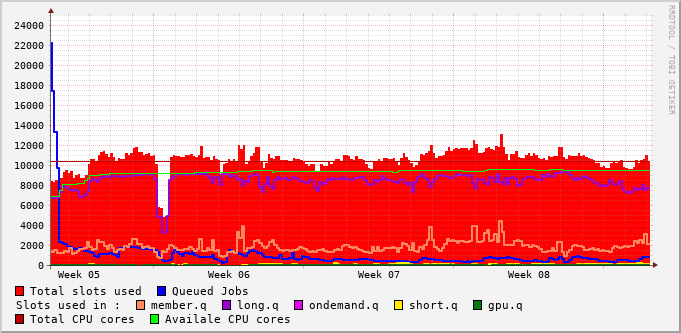 RRDTOOL / TOBI OETIKER
24000
22000
20000
18000
16000
14000
12000
10000
8000
6000
4000
2000
0
Week 05 Week 06 Week 07 Week 08
Total slots used Queued Jobs
Slots used in : member.q long.q ondemand.q short.q gpu.q
Total CPU cores Availale CPU cores